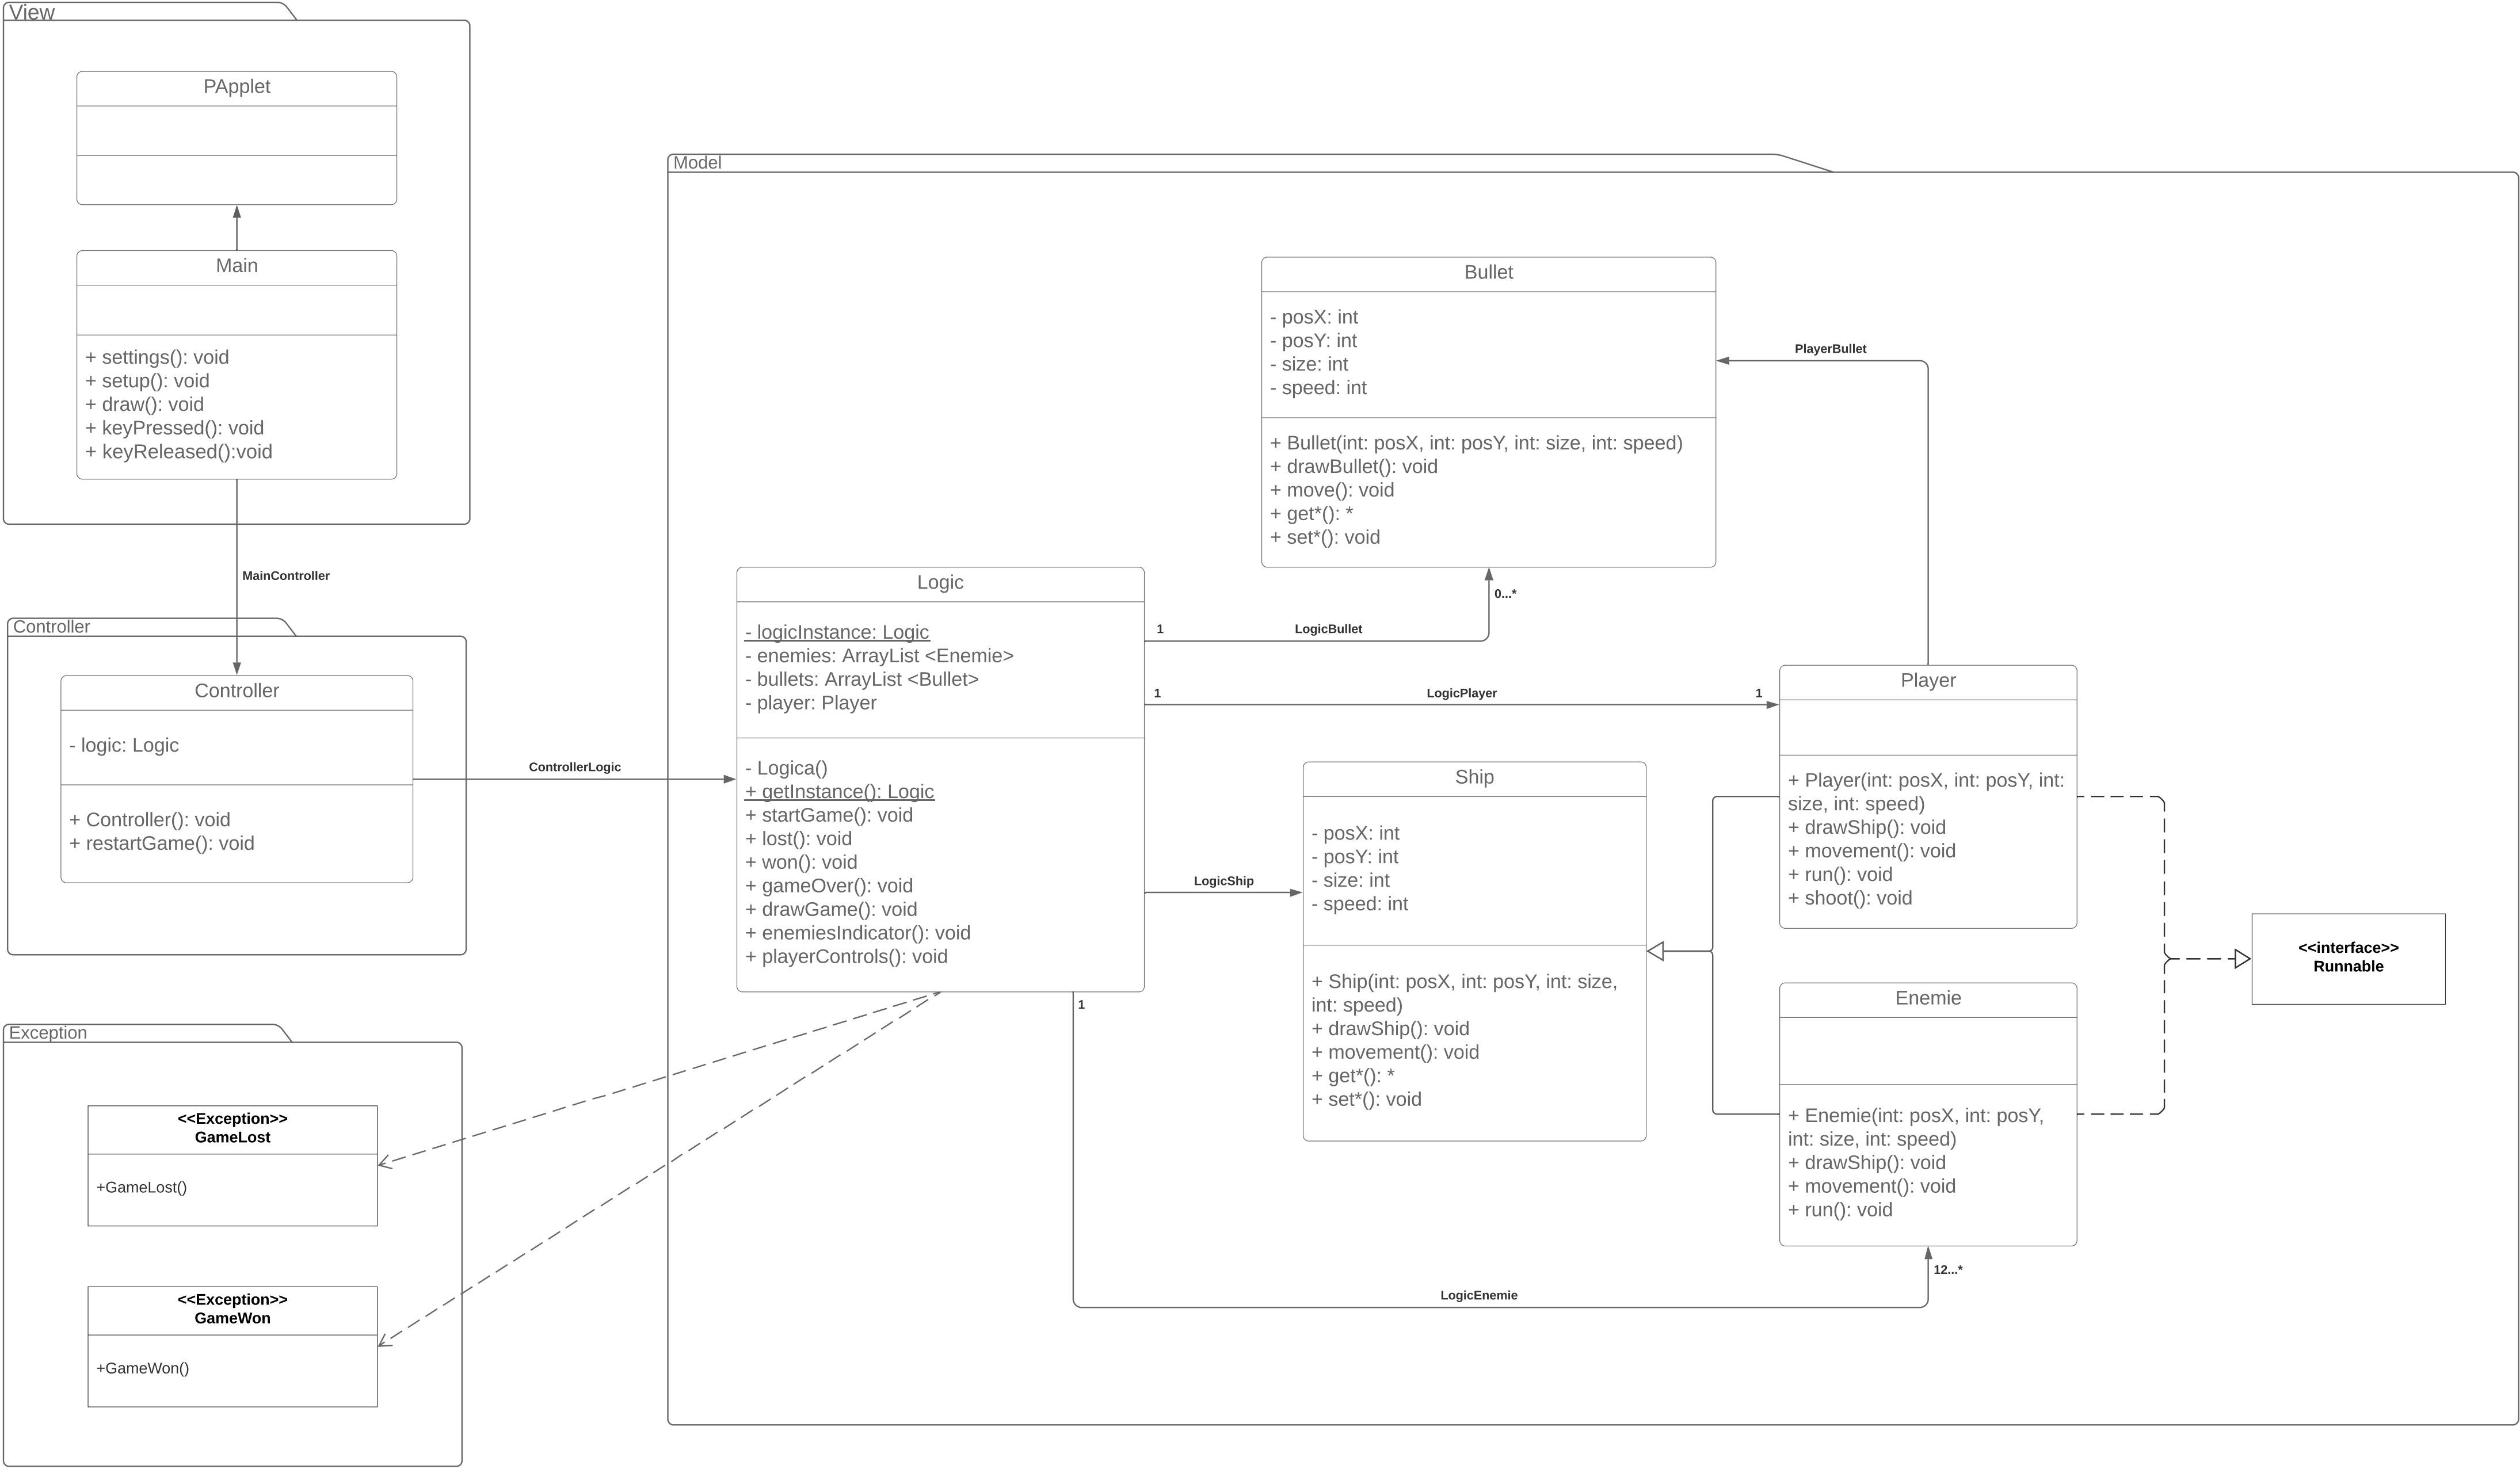 View
PApplet
Main
+ settings(): void
+ setup(): void
+ draw(): void
+ keyPressed(): void
+ keyReleased():void
MainController
Controller
Controller
- logic: Logic
+ Controller(): void
+ restartGame(): void
ControllerLogic
Exception
<<Exception>>
GameLost
+GameLost()
<<Exception>>
GameWon
+GameWon()
Model
Logic
- logicInstance: Logic
- enemies: ArrayList <Enemie>
- bullets: ArrayList <Bullet>
- player: Player
- Logica()
+ getInstance(): Logic
+ startGame(): void
+ lost(): void
+ won(): void
+ gameOver(): void
+ drawGame(): void
+ enemiesIndicator(): void
+ playerControls(): void
Bullet
- posX: int
- posY: int
- size: int
- speed: int
+ Bullet(int: posX, int: posY, int: size, int: speed)
+ drawBullet(): void
+ move(): void
+ get*(): *
+ set*(): void
PlayerBullet
0...*
1
LogicBullet
1
LogicPlayer
1
LogicShip
Ship
- posX: int
- posY: int
- size: int
- speed: int
+ Ship(int: posX, int: posY, int: size,
int: speed)
+ drawShip(): void
+ movement(): void
+ get*(): *
+ set*(): void
Player
+ Player(int: posX, int: posY, int:
size, int: speed)
+ drawShip(): void
+ movement(): void
+ run(): void
+ shoot(): void
<<interface>>
Runnable
Enemie
+ Enemie(int: posX, int: posY,
int: size, int: speed)
+ drawShip(): void
+ movement(): void
+ run(): void
1
LogicEnemie
12...*